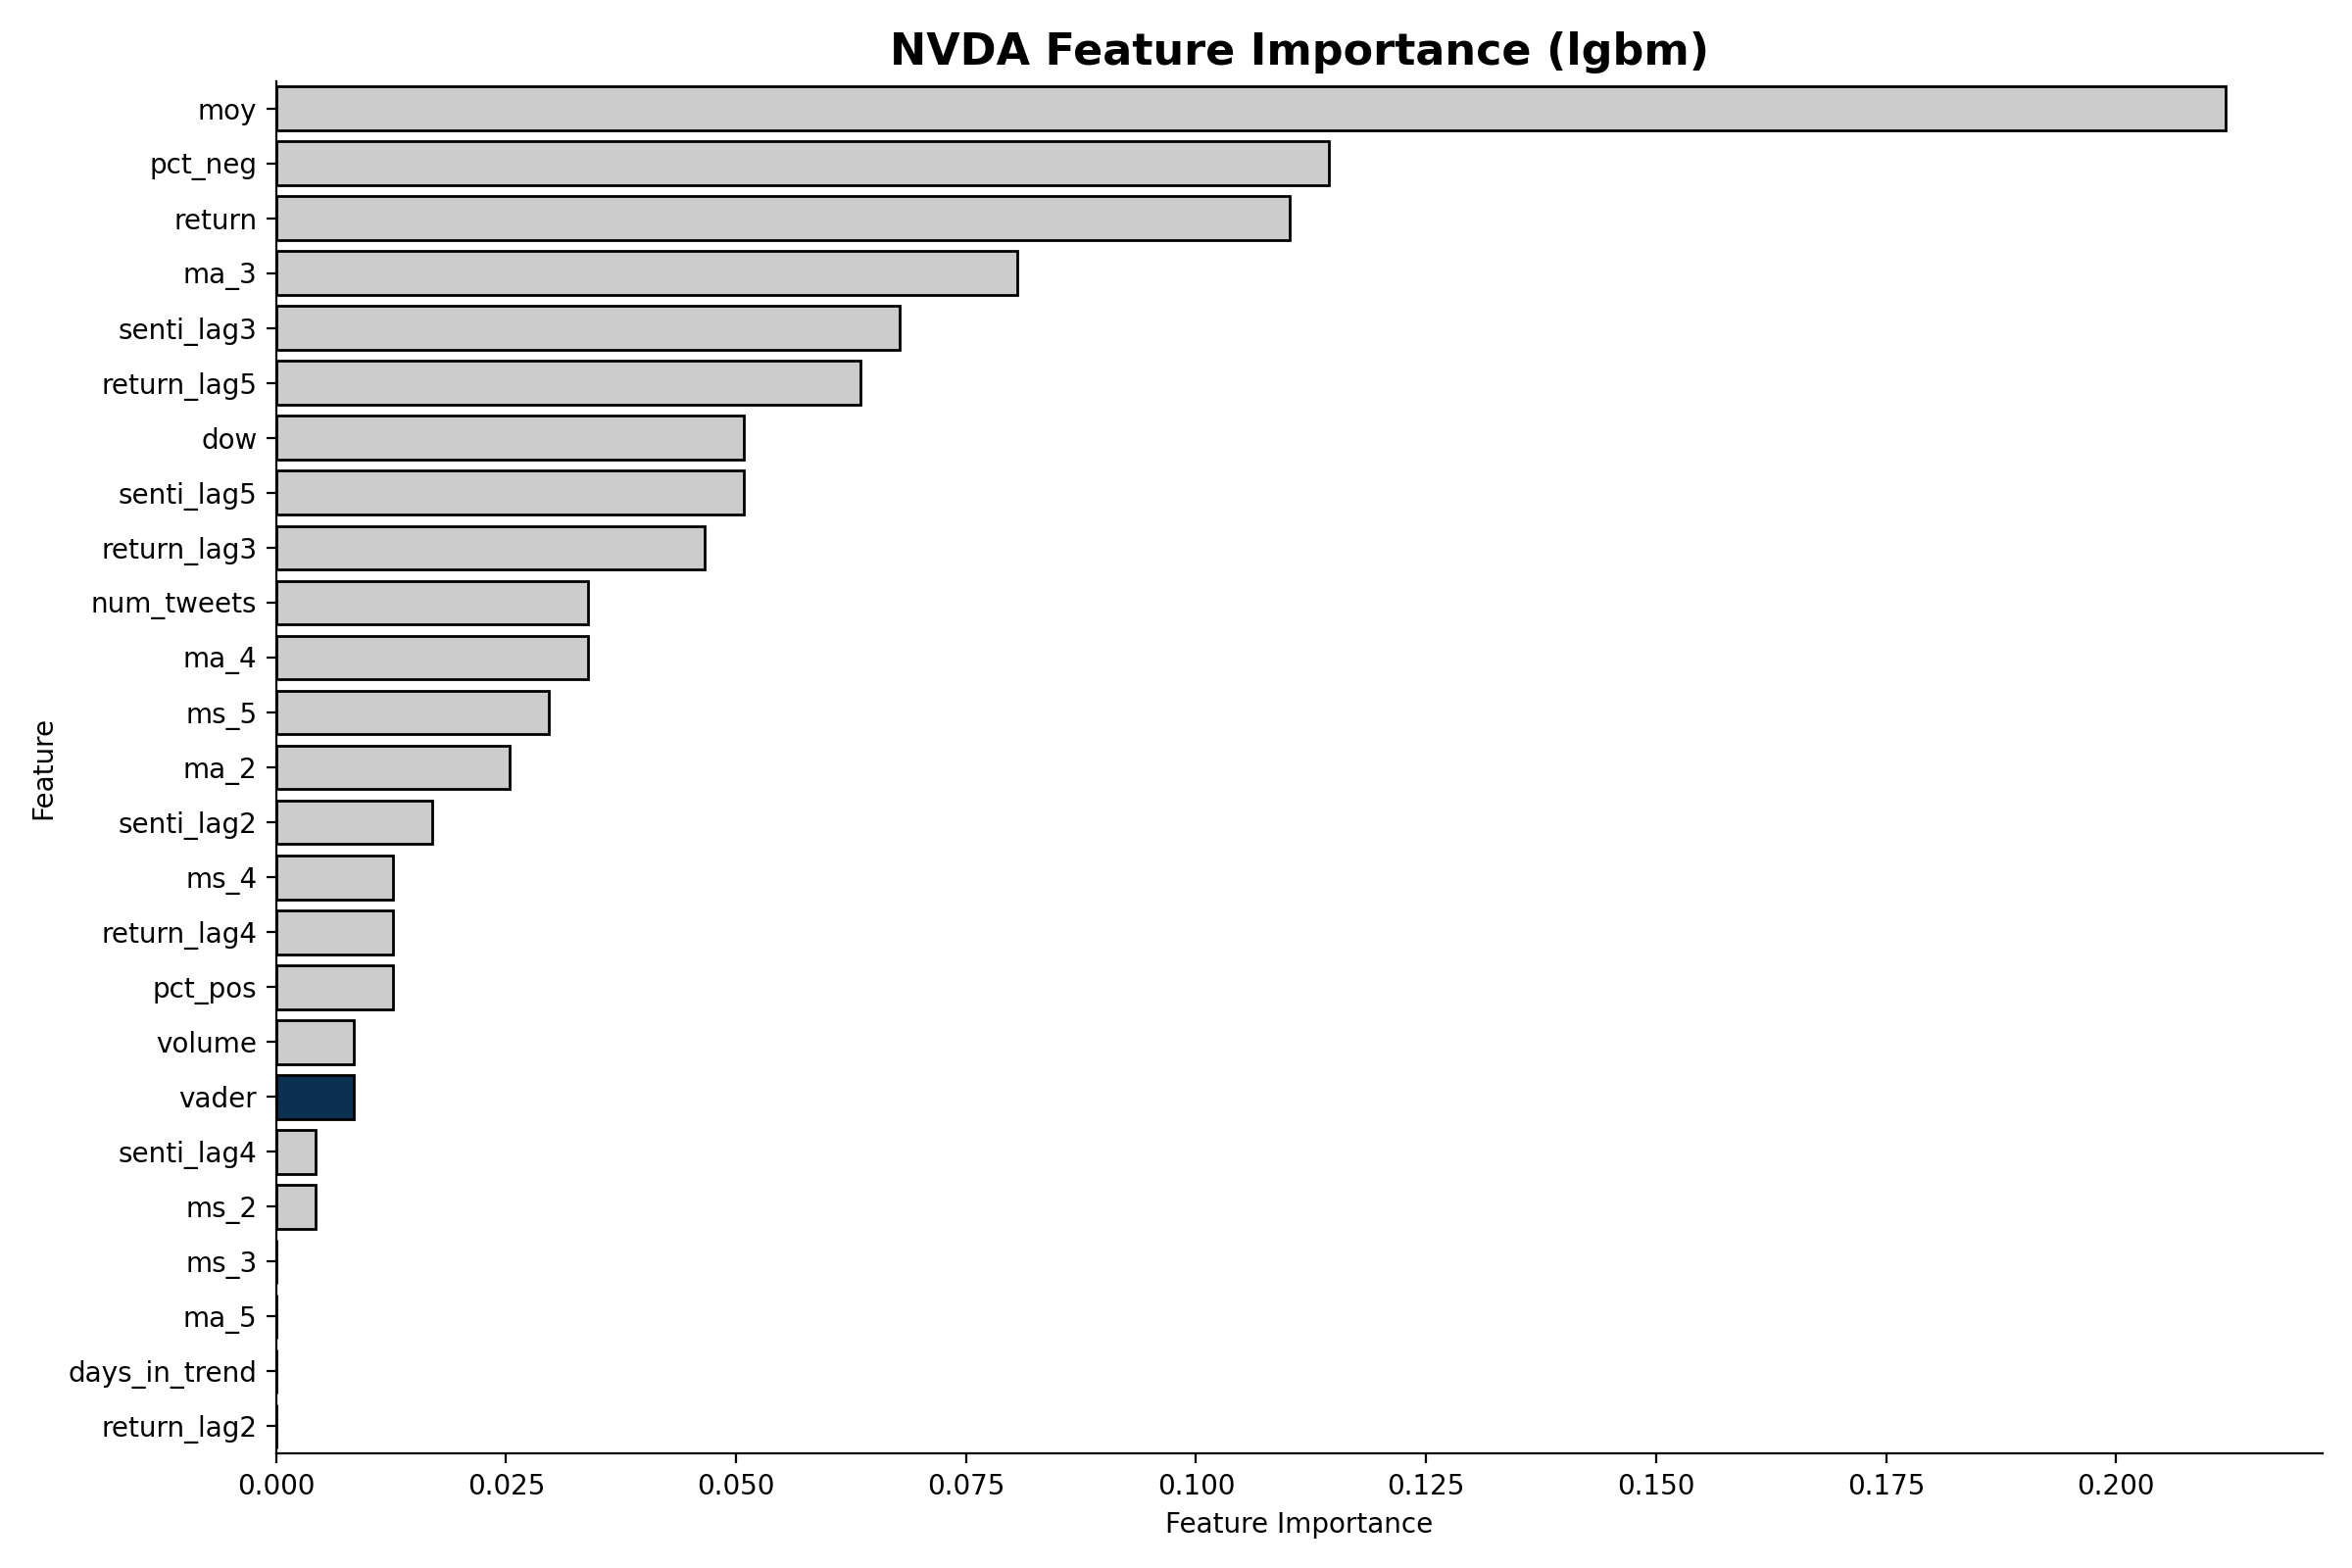 NVDA Feature Importance (lgbm)
moy
pct_neg
return
ma_3
senti_lag3
return_lag5
dow
senti_lag5
return_lag3
num_tweets
ma_4
ms_5
ma_2
senti_lag2
ms_4
return_lag4
pct_pos
volume
vader
senti_lag4
ms_2
ms_3
ma_5
days_in_trend
return_lag2
Feature
0.000 0.025 0.050 0.075 0.100 0.125 0.150 0.175 0.200
Feature Importance